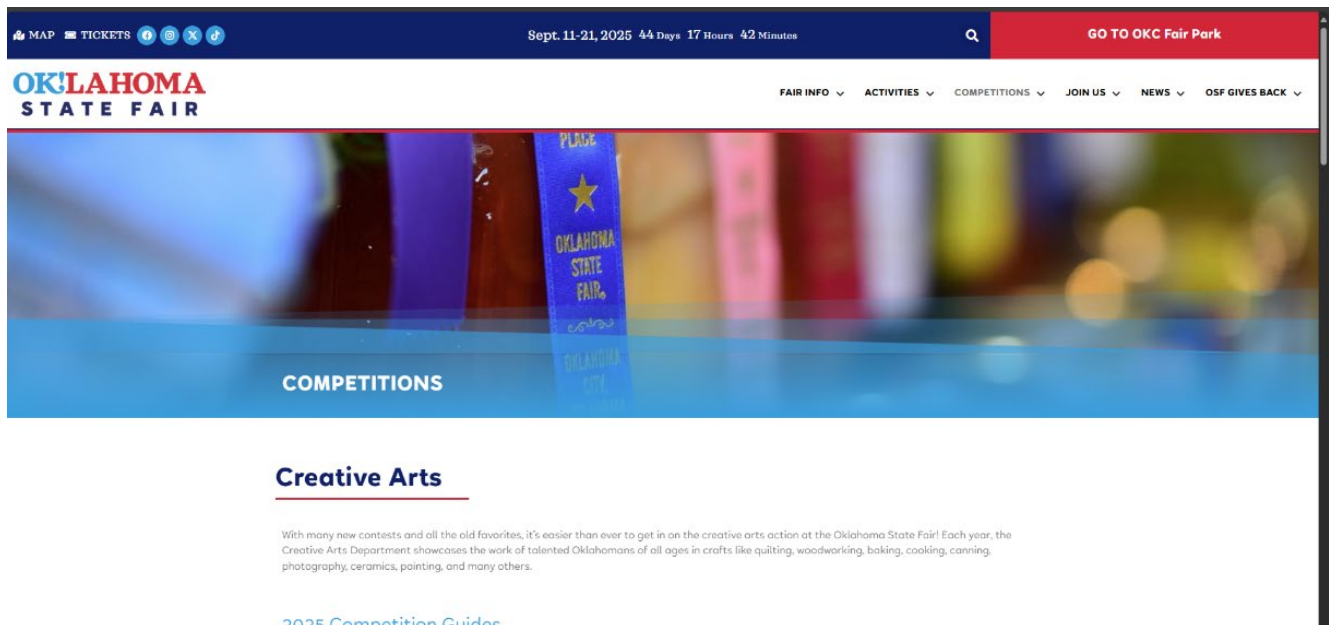 MAP TICKETS
Sept. 11-21, 2025 44 Days 17 Hours 42 Minutes
GO TO OKC Fair Park
OK!LAHOMA
STATE FAIR
FAIR INFO ACTIVITIES COMPETITIONS JOIN US NEWS OSF GIVES BACK
PLACE
OKLAHOMA
STATE
FAIR
OKLAHOMA
CITY,
COMPETITIONS
Creative Arts
With many new contests and all the old favorites, it's easier than ever to get in on the creative arts action at the Oklahoma State Fair! Each year, the
Creative Arts Department showcases the work of talented Oklahomans of all ages in crafts like quilting, woodworking, baking, cooking, canning,
photography, ceramics, painting, and many others.
2025 Competition Guides